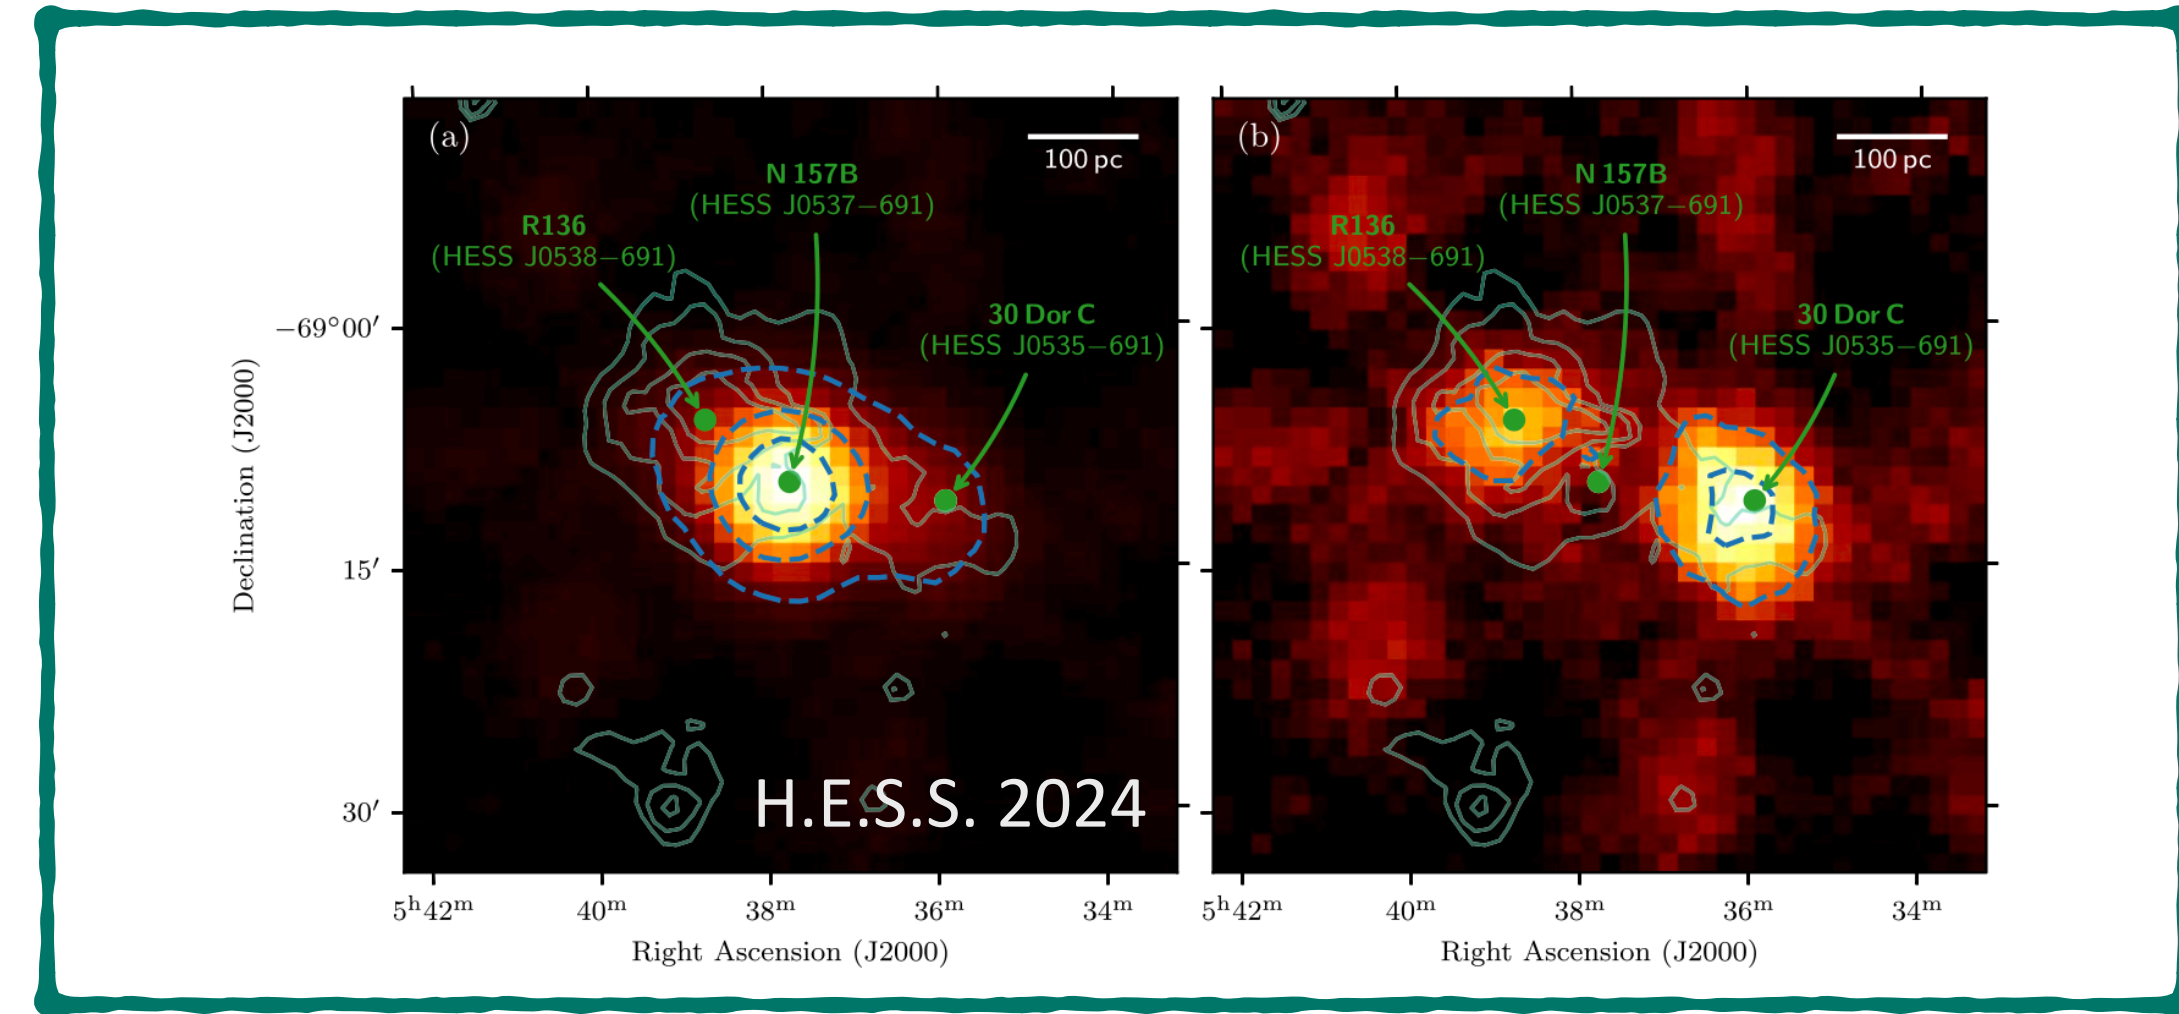 (a)
100 pc
N 157B
(HESS J0537−691)
R136
(HESS J0538−691)
30 Dor C
(HESS J0535−691)
H.E.S.S. 2024
(b)
100 pc
N 157B
(HESS J0537−691)
R136
(HESS J0538−691)
30 Dor C
(HESS J0535−691)
−69°00′
15′
30′
Declination (J2000)
5ʰ42ᵐ 40ᵐ 38ᵐ 36ᵐ 34ᵐ
Right Ascension (J2000)
5ʰ42ᵐ 40ᵐ 38ᵐ 36ᵐ 34ᵐ
Right Ascension (J2000)